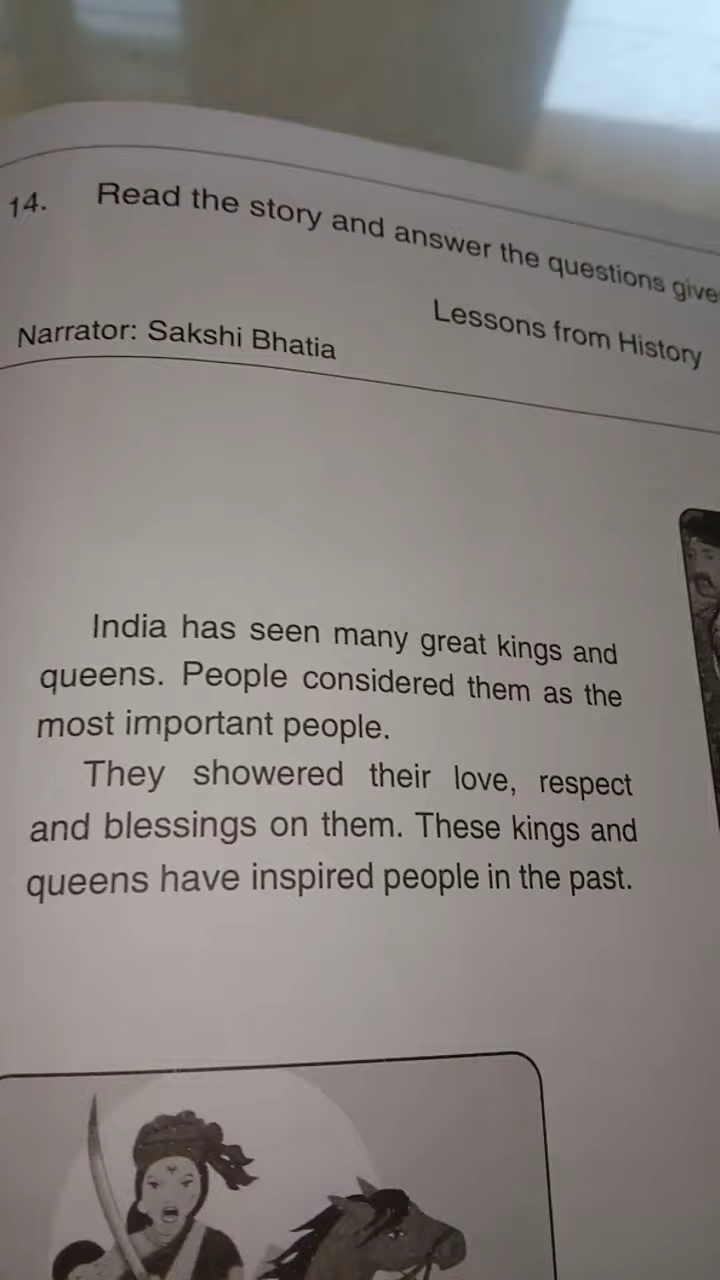 14. Read the story and answer the questions give
Lessons from History
Narrator: Sakshi Bhatia
India has seen many great kings and
queens. People considered them as the
most important people.
They showered their love, respect
and blessings on them. These kings and
queens have inspired people in the past.